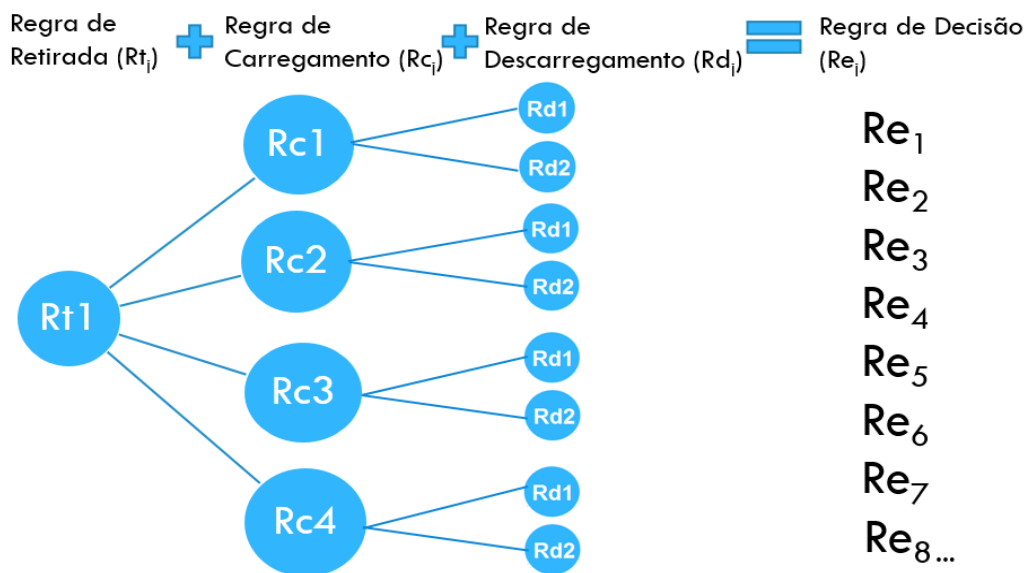 Regra de
Retirada (Rtᵢ)
Regra de
Carregamento (Rcᵢ)
Regra de
Descarregamento (Rdᵢ)
Regra de Decisão
(Reᵢ)
Rt1
Rc1
Rd1
Rd2
Rc2
Rd1
Rd2
Rc3
Rd1
Rd2
Rc4
Rd1
Rd2
Re₁
Re₂
Re₃
Re₄
Re₅
Re₆
Re₇
Re₈...